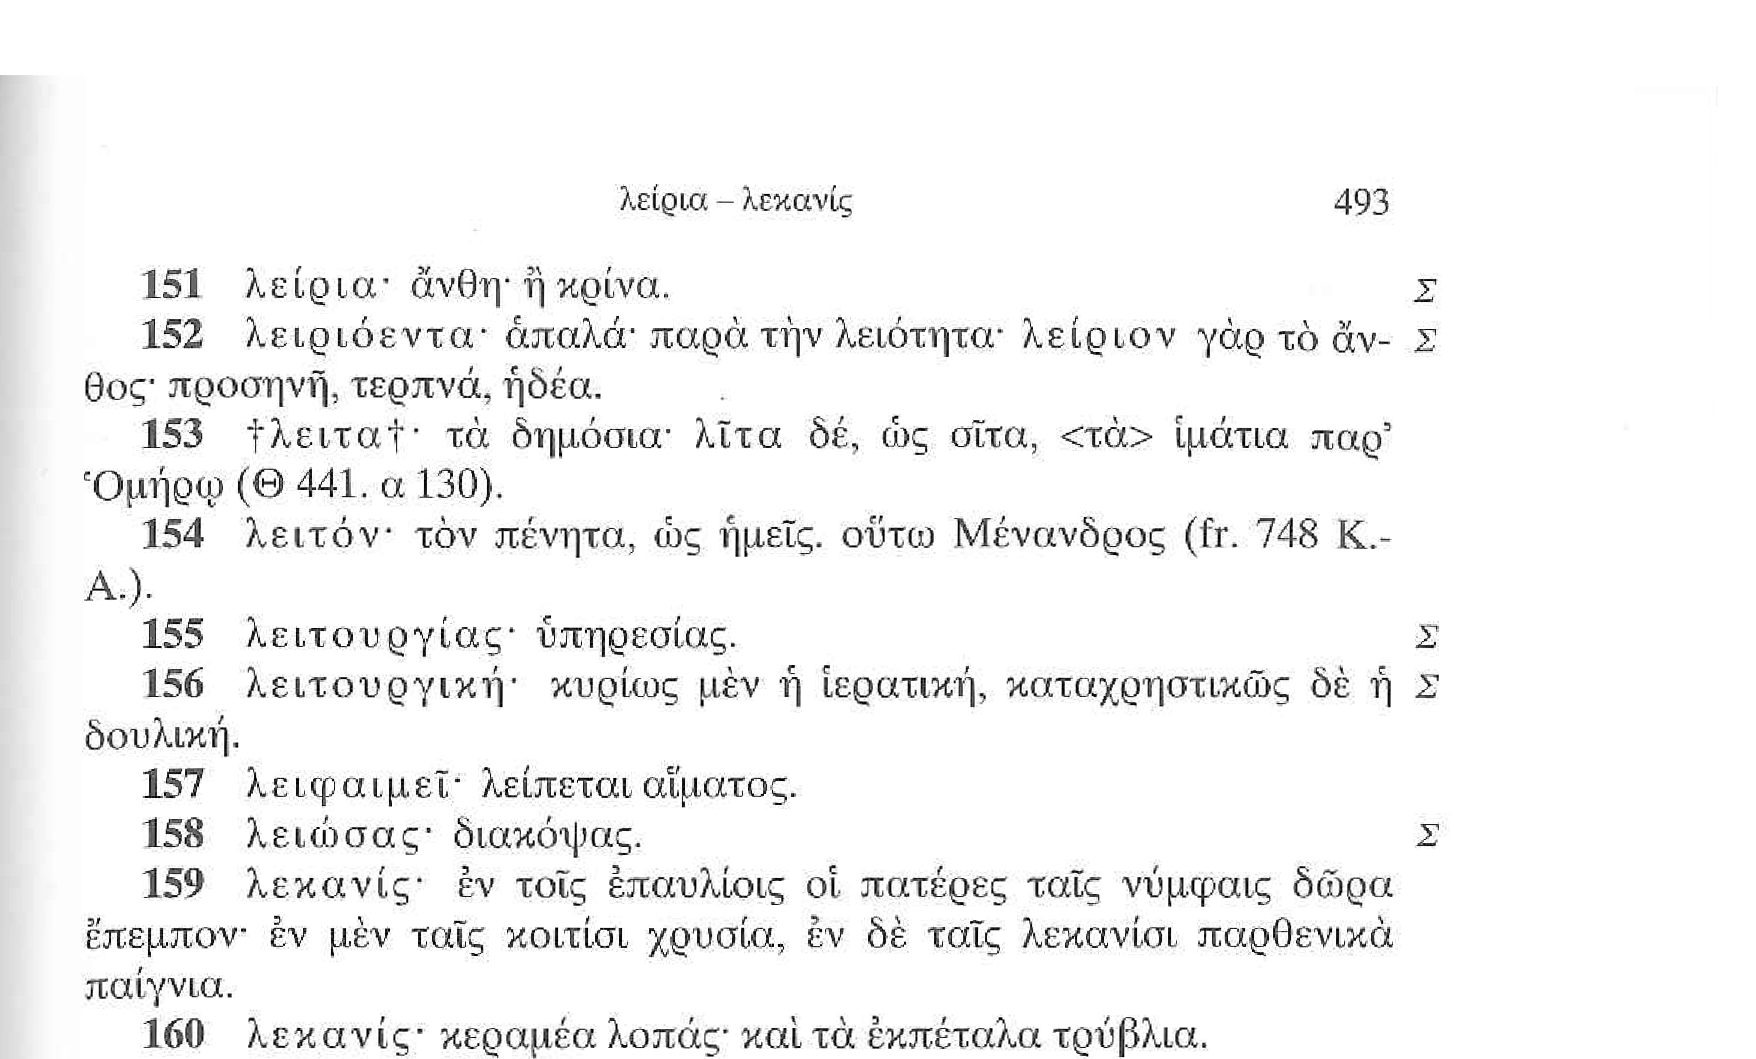 λείρια – λεκανίς 493
151 λείρια· ἄνθη· ἢ κρίνα. Σ
152 λειριόεντα· ἁπαλά· παρὰ τὴν λειότητα· λείριον γὰρ τὸ ἄν- Σ
θος· προσηνῆ, τερπνά, ἡδέα.
153 †λειτα†· τὰ δημόσια· λῖτα δέ, ὡς σῖτα, <τὰ> ἱμάτια παρ’
Ὁμήρῳ (Θ 441. α 130).
154 λειτόν· τὸν πένητα, ὡς ἡμεῖς. οὕτω Μένανδρος (fr. 748 K.-
A.).
155 λειτουργίας· ὑπηρεσίας. Σ
156 λειτουργική· κυρίως μὲν ἡ ἱερατική, καταχρηστικῶς δὲ ἡ Σ
δουλική.
157 λειφαιμεῖ· λείπεται αἵματος.
158 λειώσας· διακόψας. Σ
159 λεκανίς· ἐν τοῖς ἐπαυλίοις οἱ πατέρες ταῖς νύμφαις δῶρα
ἔπεμπον· ἐν μὲν ταῖς κοιτίσι χρυσία, ἐν δὲ ταῖς λεκανίσι παρθενικὰ
παίγνια.
160 λεκανίς· κεραμέα λοπάς· καὶ τὰ ἐκπέταλα τρύβλια.